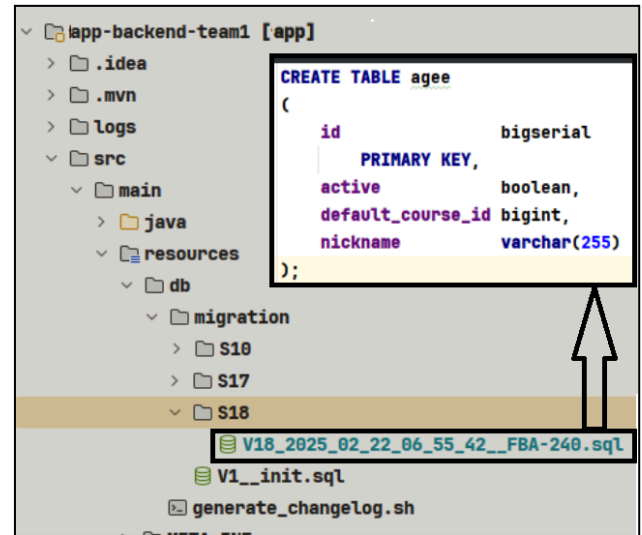 app-backend-team1 [app]
.idea
.mvn
logs
src
main
java
resources
db
migration
S10
S17
S18
V18_2025_02_22_06_55_42__FBA-240.sql
V1__init.sql
generate_changelog.sh
CREATE TABLE agee
(
id bigserial
PRIMARY KEY,
active boolean,
default_course_id bigint,
nickname varchar(255)
);